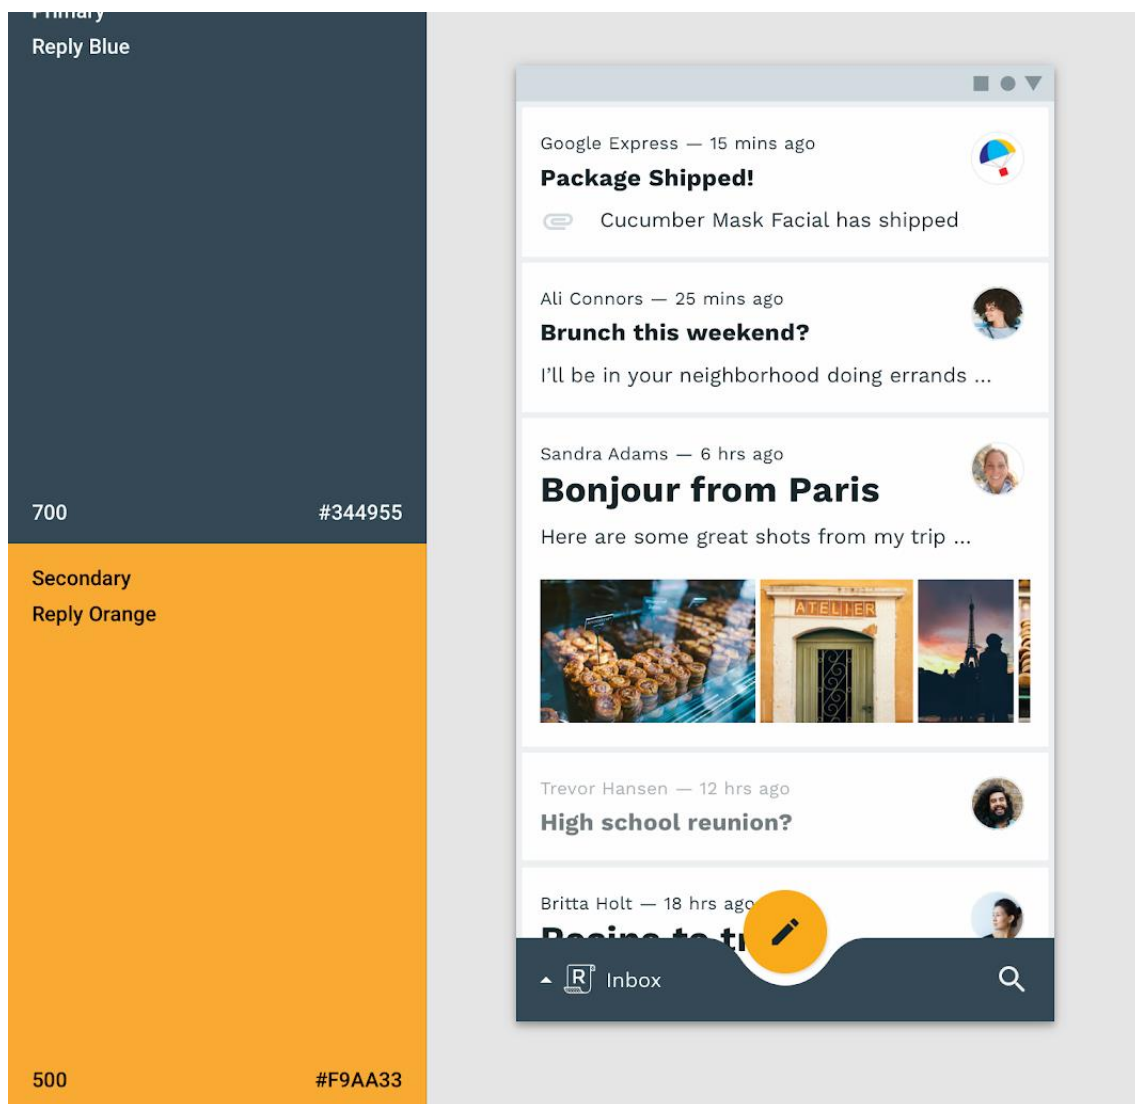 Primary
Reply Blue
700 #344955
Secondary
Reply Orange
500 #F9AA33
Google Express — 15 mins ago
Package Shipped!
Cucumber Mask Facial has shipped
Ali Connors — 25 mins ago
Brunch this weekend?
I’ll be in your neighborhood doing errands ...
Sandra Adams — 6 hrs ago
Bonjour from Paris
Here are some great shots from my trip ...
ATELIER
Trevor Hansen — 12 hrs ago
High school reunion?
Britta Holt — 18 hrs ago
to
R Inbox